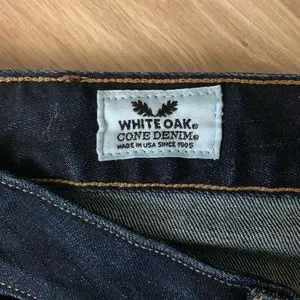 WHITE OAK®
CONE DENIM®
MADE IN USA SINCE 1905